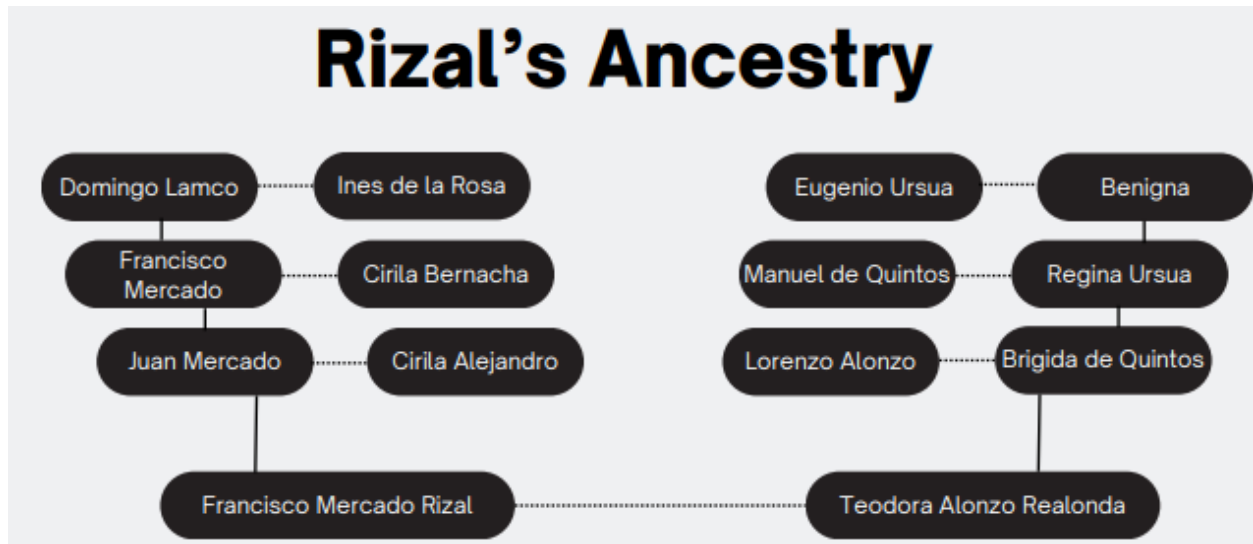 Rizal's Ancestry
Domingo Lamco
Ines de la Rosa
Eugenio Ursua
Benigna
Francisco
Mercado
Cirila Bernacha
Manuel de Quintos
Regina Ursua
Juan Mercado
Cirila Alejandro
Lorenzo Alonzo
Brigida de Quintos
Francisco Mercado Rizal
Teodora Alonzo Realonda